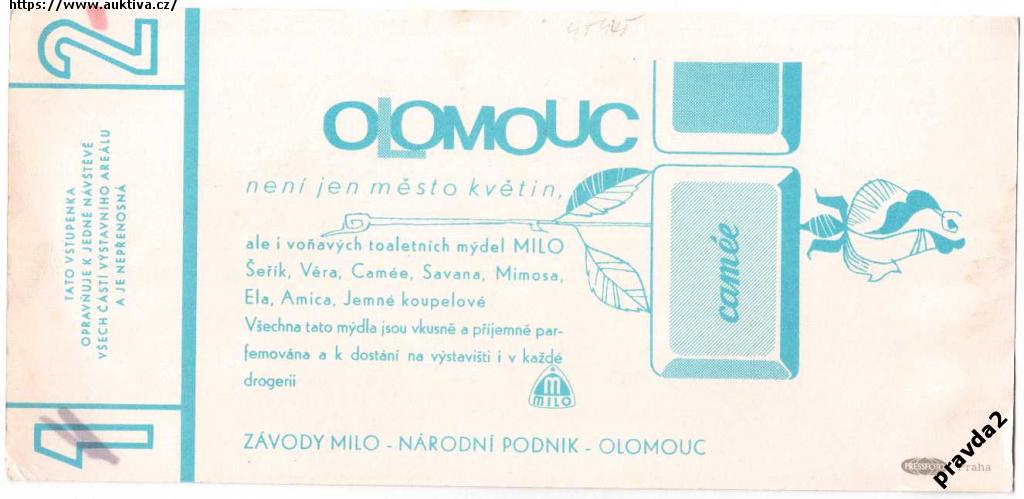 https://www.auktiva.cz/
2
TATO VSTUPENKA
OPRAVŇUJE K JEDNÉ NÁVSTĚVĚ
VŠECH ČÁSTÍ VÝSTAVNÍHO AREÁLU
A JE NEPŘENOSNÁ
1
OLOMOUC
není jen město květin,
ale i voňavých toaletních mýdel MILO
Šeřík, Věra, Camée, Savana, Mimosa,
Ela, Amica, Jemné koupelové
Všechna tato mýdla jsou vkusně a příjemně par-
femována a k dostání na výstavišti i v každé
drogerii
camée
M
MILO
ZÁVODY MILO - NÁRODNÍ PODNIK - OLOMOUC
PRESSFOTO Praha
pravda2